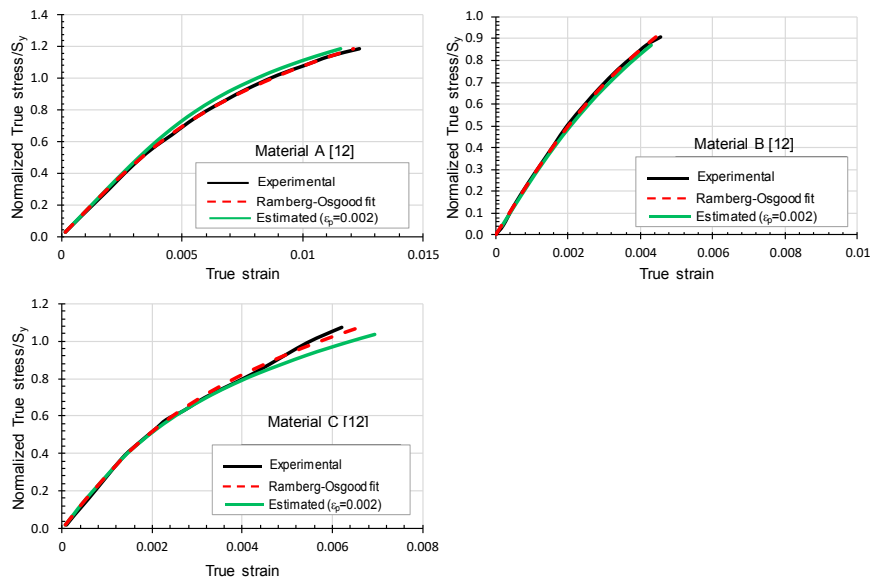 Normalized True stress/Sy
1.4
1.2
1.0
0.8
0.6
0.4
0.2
0.0
0
0.005
0.010
0.015
True strain
Material A [12]
Experimental
Ramberg-Osgood fit
Estimated (εp=0.002)
Normalized True stress/Sy
1.0
0.9
0.8
0.7
0.6
0.5
0.4
0.3
0.2
0.1
0.0
0
0.002
0.004
0.006
0.008
0.01
True strain
Material B [12]
Experimental
Ramberg-Osgood fit
Estimated (εp=0.002)
Normalized True stress/Sy
1.2
1.0
0.8
0.6
0.4
0.2
0.0
0
0.002
0.004
0.006
0.008
True strain
Material C [12]
Experimental
Ramberg-Osgood fit
Estimated (εp=0.002)